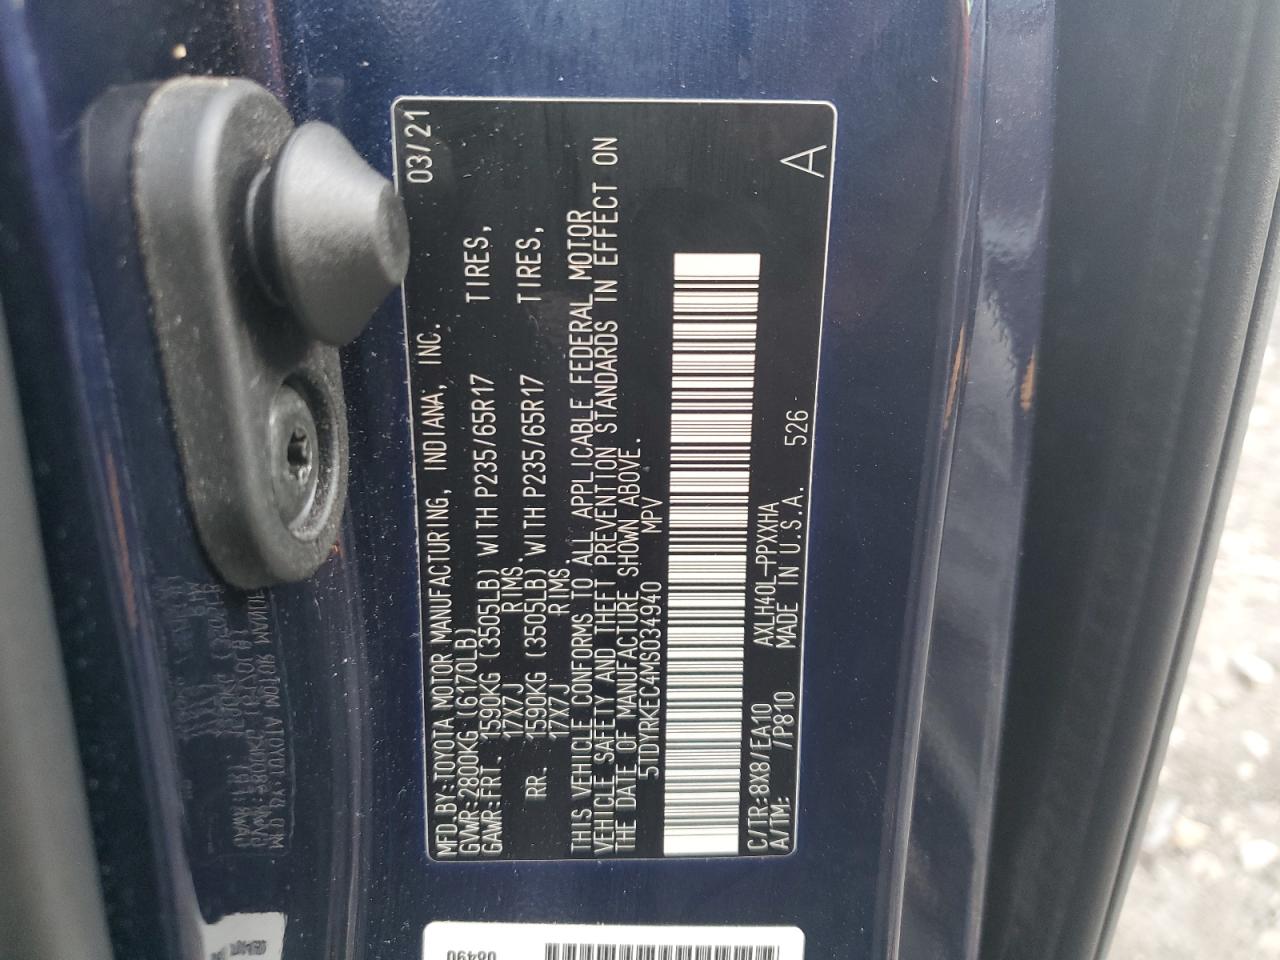 MFD.BY:TOYOTA MOTOR MANUFACTURING, INDIANA, INC. 03/21
GVWR:2800KG (6170LB)
GAWR:FRT. 1590KG (3505LB) WITH P235/65R17 TIRES,
17X7J RIMS.
RR. 1590KG (3505LB) WITH P235/65R17 TIRES,
17X7J RIMS
THIS VEHICLE CONFORMS TO ALL APPLICABLE FEDERAL MOTOR
VEHICLE SAFETY AND THEFT PREVENTION STANDARDS IN EFFECT ON
THE DATE OF MANUFACTURE SHOWN ABOVE.
5TDYRKEC4MS034940 MPV
C/TR:8X8/EA10 AXLH40L-PPXXHA
A/TM: /P810 MADE IN U.S.A. 526 A